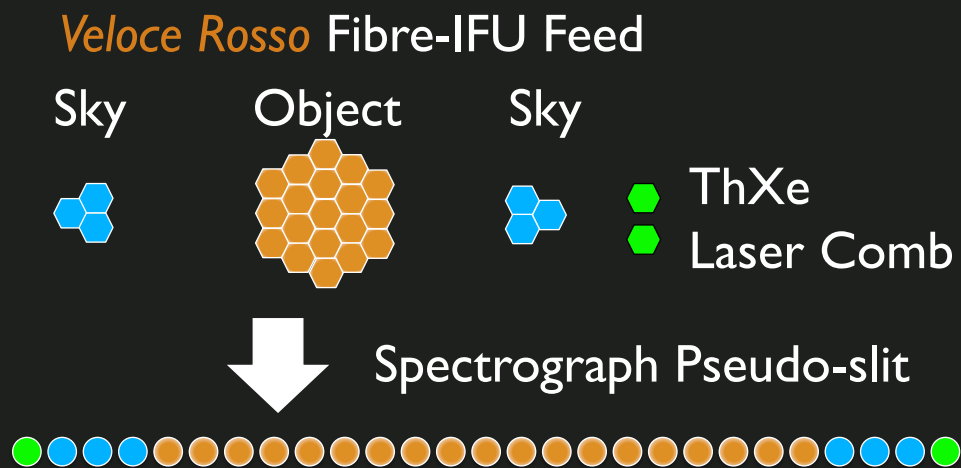 Veloce Rosso Fibre-IFU Feed
Sky Object Sky
ThXe
Laser Comb
Spectrograph Pseudo-slit